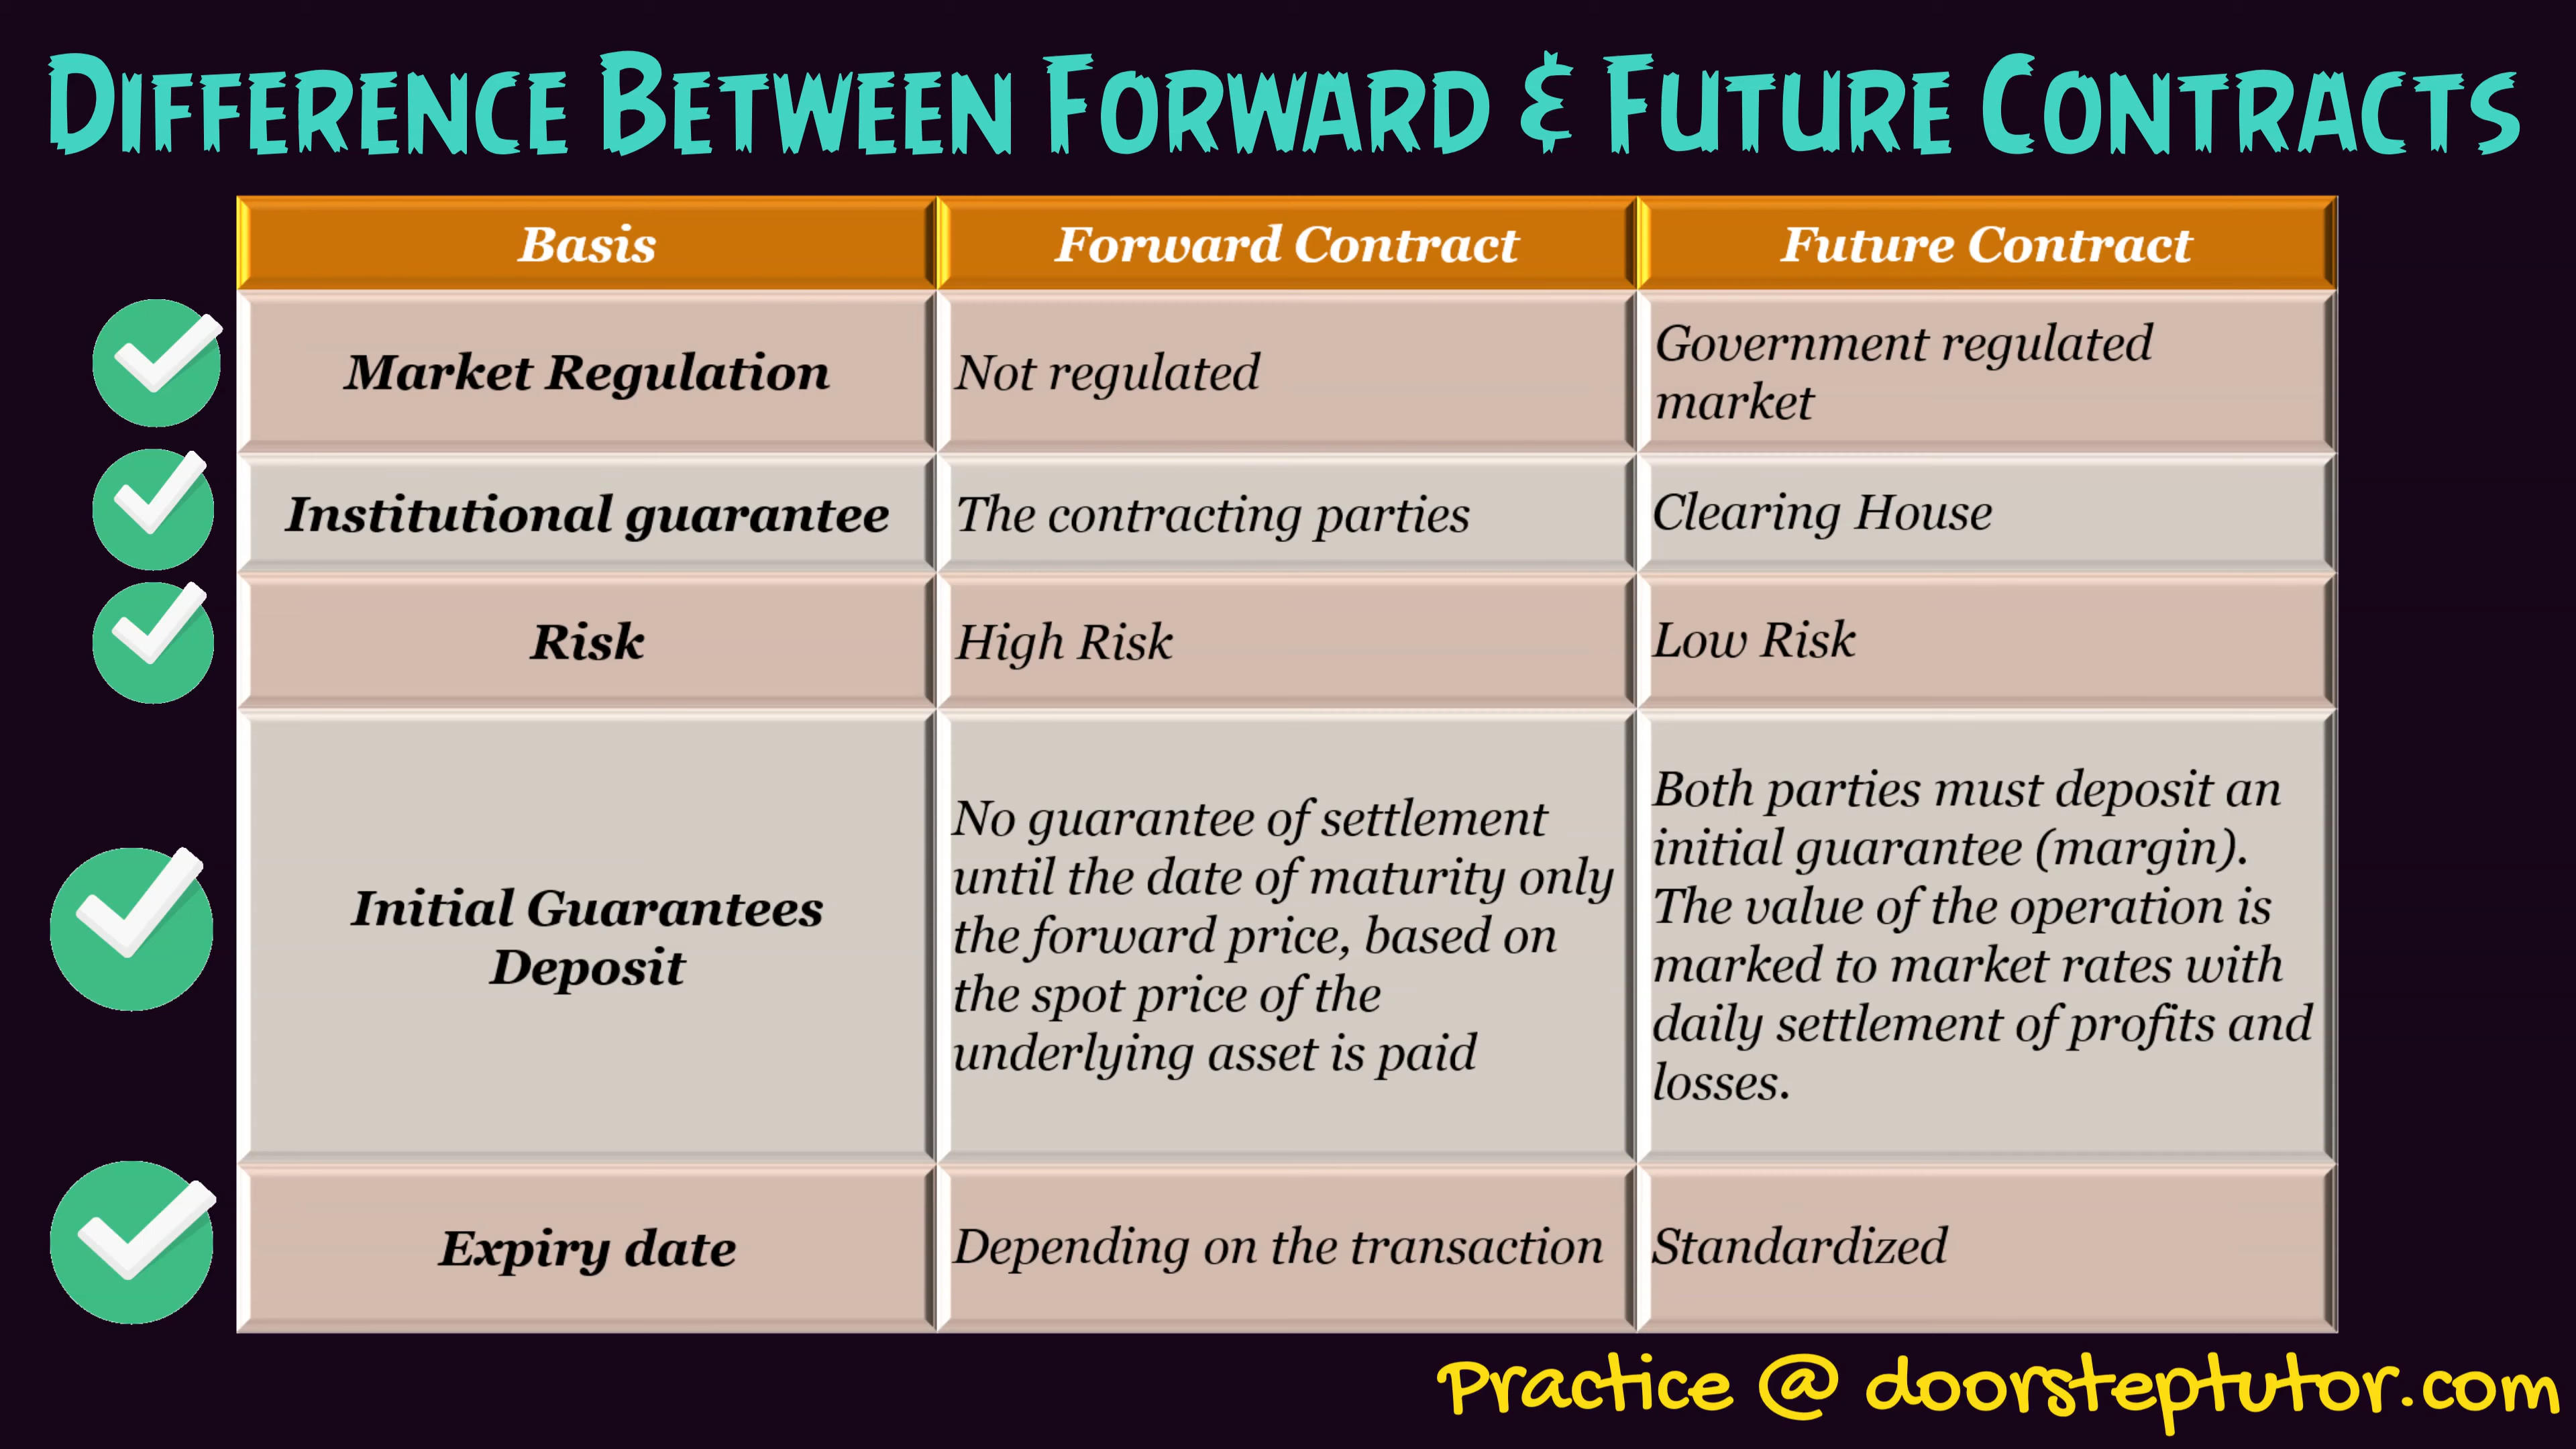 Difference Between Forward & Future Contracts
Basis
Forward Contract
Future Contract
Market Regulation
Not regulated
Government regulated
market
Institutional guarantee
The contracting parties
Clearing House
Risk
High Risk
Low Risk
Initial Guarantees
Deposit
No guarantee of settlement
until the date of maturity only
the forward price, based on
the spot price of the
underlying asset is paid
Both parties must deposit an
initial guarantee (margin).
The value of the operation is
marked to market rates with
daily settlement of profits and
losses.
Expiry date
Depending on the transaction
Standardized
Practice @ doorsteptutor.com